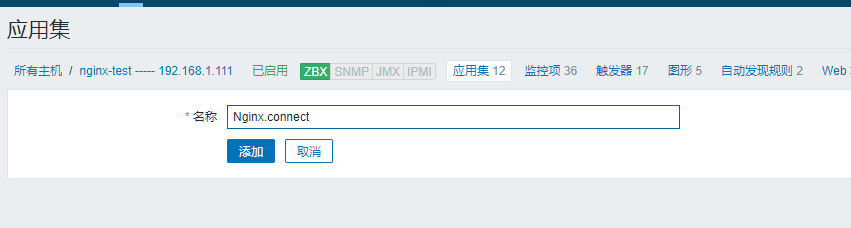 应用集
所有主机 / nginx-test ----- 192.168.1.111 已启用 ZBX SNMP JMX IPMI 应用集 12 监控项 36 触发器 17 图形 5 自动发现规则 2 Web
* 名称 Nginx.connect
添加 取消